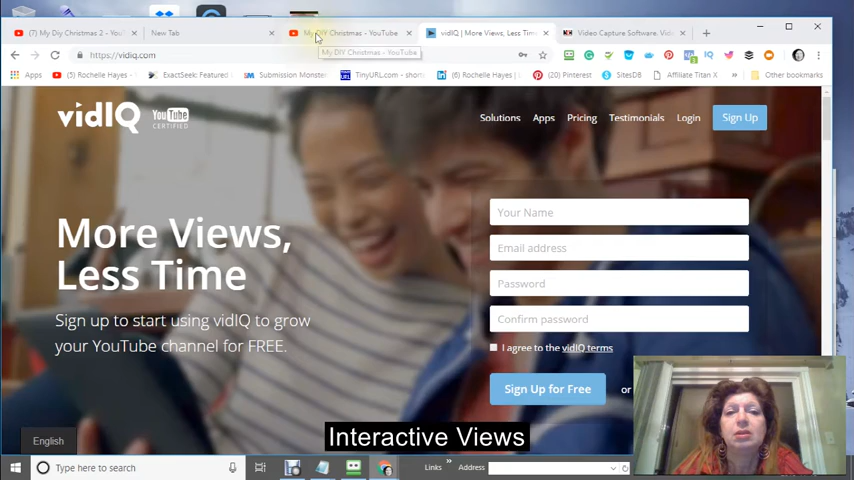 (7) My Diy Christmas 2 - YouTu
New Tab
My DIY Christmas - YouTube
vidIQ | More Views, Less Time
Video Capture Software. Vide
My DIY Christmas - YouTube
https://vidiq.com
Apps
(5) Rochelle Hayes |
ExactSeek: Featured
Submission Monster
TinyURL.com - short
(6) Rochelle Hayes |
(20) Pinterest
SitesDB
Affiliate Titan X
Other bookmarks
vidIQ
YouTube
CERTIFIED
Solutions
Apps
Pricing
Testimonials
Login
Sign Up
More Views,
Less Time
Sign up to start using vidIQ to grow
your YouTube channel for FREE.
Your Name
Email address
Password
Confirm password
I agree to the vidIQ terms
Sign Up for Free
or
English
Interactive Views
Type here to search
Links
Address